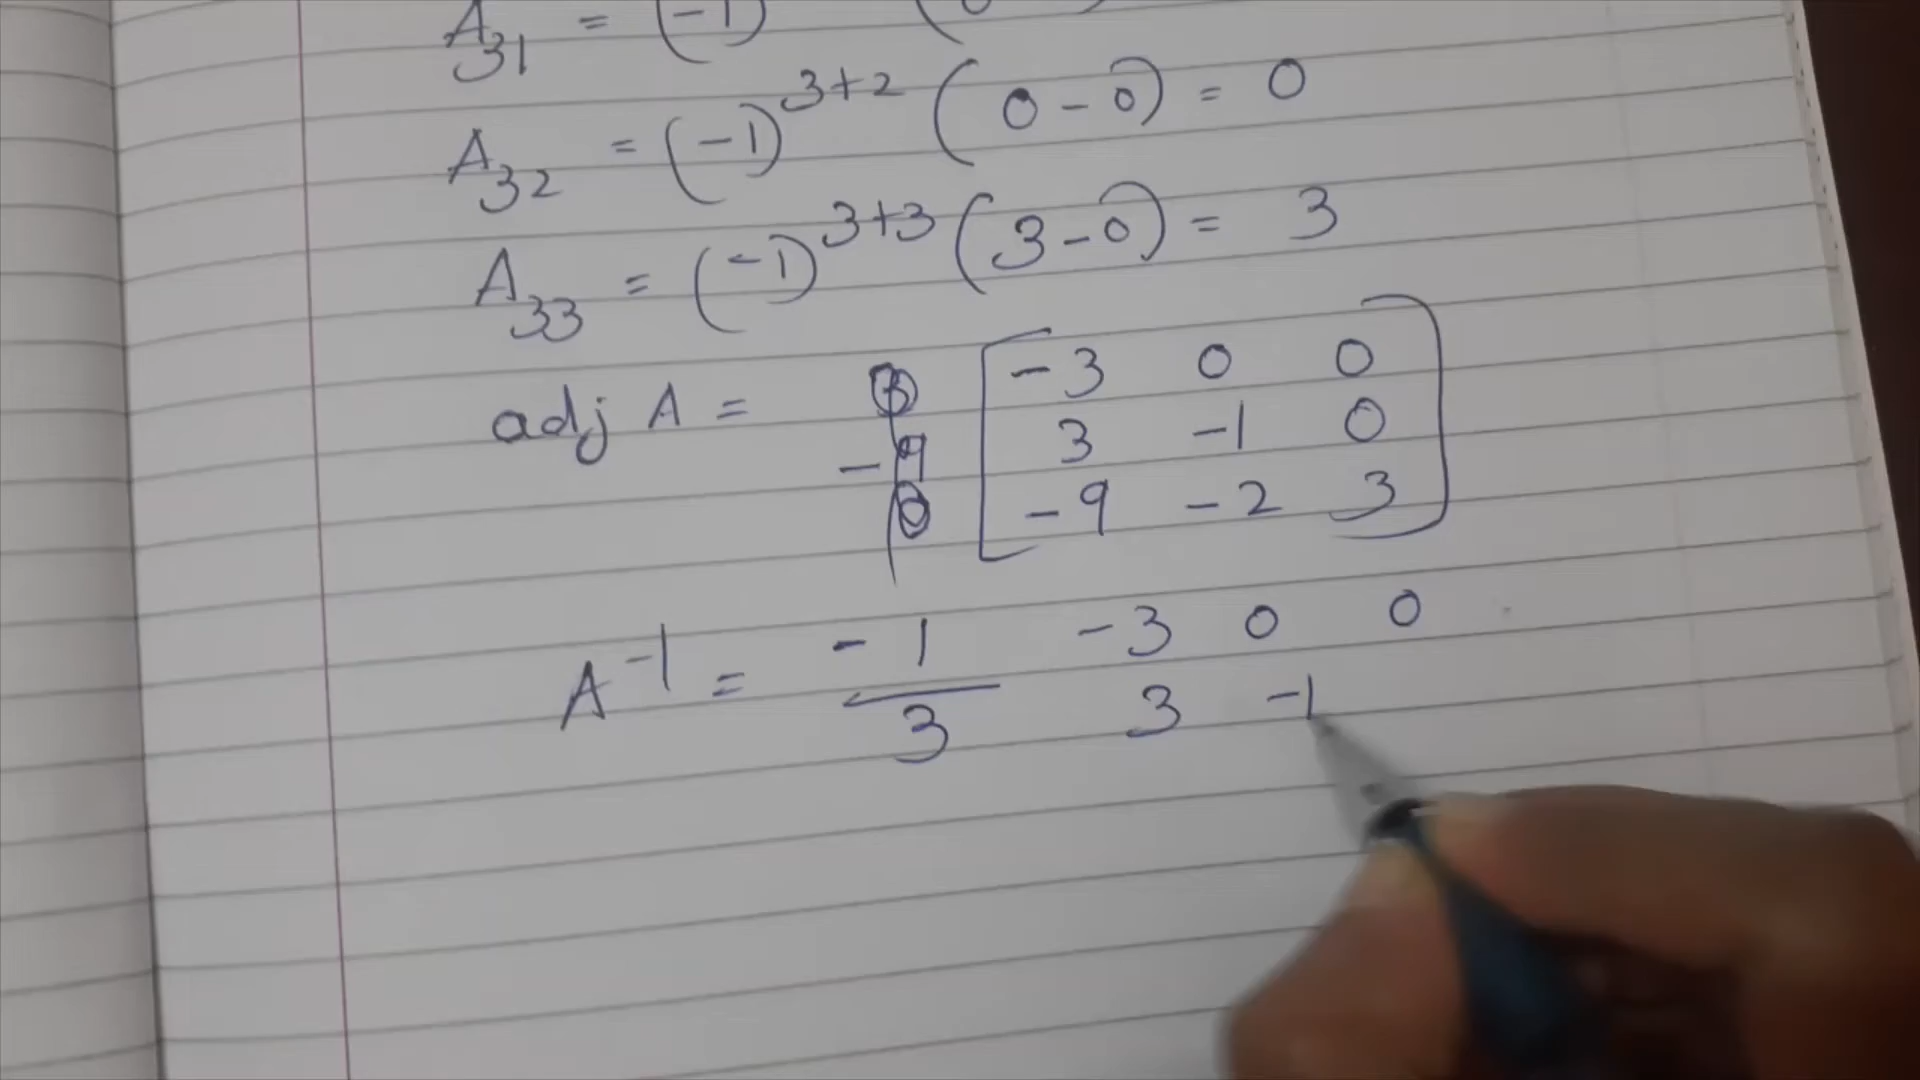 A₃₁ = (-1) (0
A₃₂ = (-1)³⁺² (0 - 0) = 0
A₃₃ = (-1)³⁺³ (3 - 0) = 3
adj A = [ -3 0 0
3 -1 0
-9 -2 3 ]
A⁻¹ = -1/3 -3 0 0
3 -1